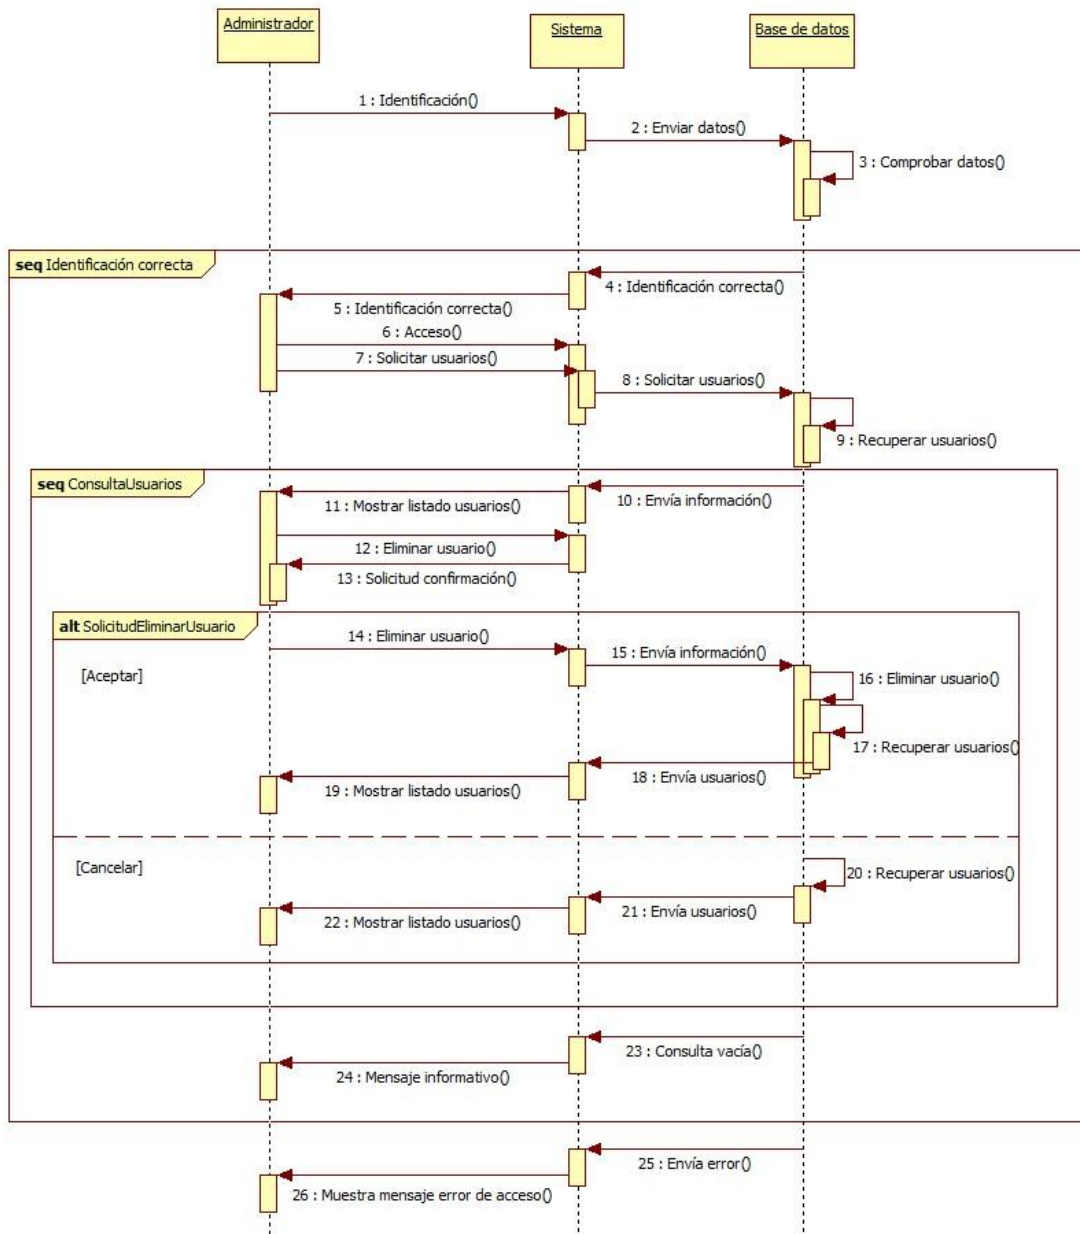 Administrador
Sistema
Base de datos
1 : Identificación()
2 : Enviar datos()
3 : Comprobar datos()
seq Identificación correcta
4 : Identificación correcta()
5 : Identificación correcta()
6 : Acceso()
7 : Solicitar usuarios()
8 : Solicitar usuarios()
9 : Recuperar usuarios()
seq ConsultaUsuarios
10 : Envía información()
11 : Mostrar listado usuarios()
12 : Eliminar usuario()
13 : Solicitud confirmación()
alt SolicitudEliminarUsuario
14 : Eliminar usuario()
15 : Envía información()
[Aceptar]
16 : Eliminar usuario()
17 : Recuperar usuarios()
18 : Envía usuarios()
19 : Mostrar listado usuarios()
[Cancelar]
20 : Recuperar usuarios()
21 : Envía usuarios()
22 : Mostrar listado usuarios()
23 : Consulta vacía()
24 : Mensaje informativo()
25 : Envía error()
26 : Muestra mensaje error de acceso()